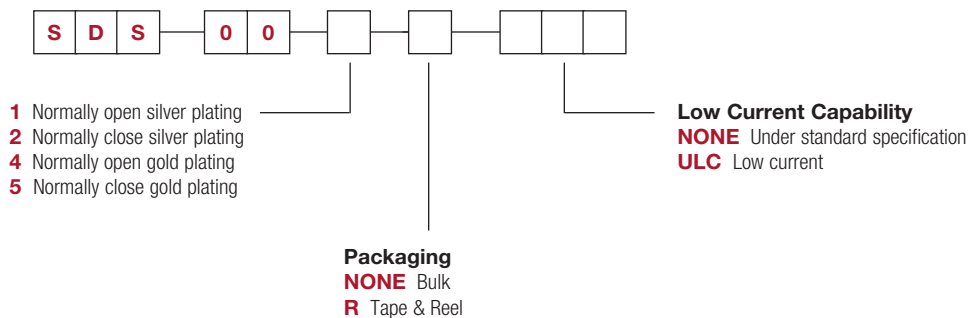 S D S 0 0
1 Normally open silver plating
2 Normally close silver plating
4 Normally open gold plating
5 Normally close gold plating
Low Current Capability
NONE Under standard specification
ULC Low current
Packaging
NONE Bulk
R Tape & Reel